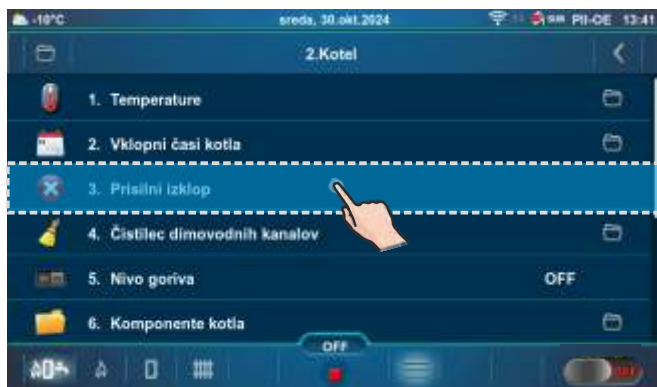 -10°C sreda, 30.okt.2024 PII-OE 13:41
2.Kotel
1. Temperature
2. Vklopni časi kotla
3. Prisilni izklop
4. Čistilec dimovodnih kanalov
5. Nivo goriva OFF
6. Komponente kotla
OFF
OFF